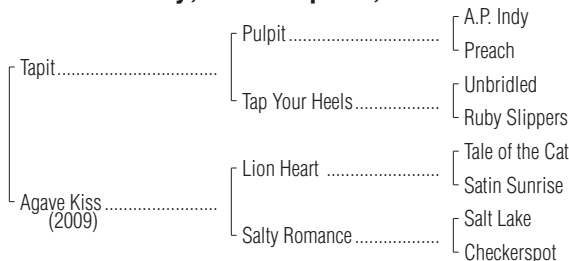 Pulpit
A.P. Indy
Preach
Tapit
Tap Your Heels
Unbridled
Ruby Slippers
Lion Heart
Tale of the Cat
Satin Sunrise
Agave Kiss
(2009)
Salty Romance
Salt Lake
Checkerspot